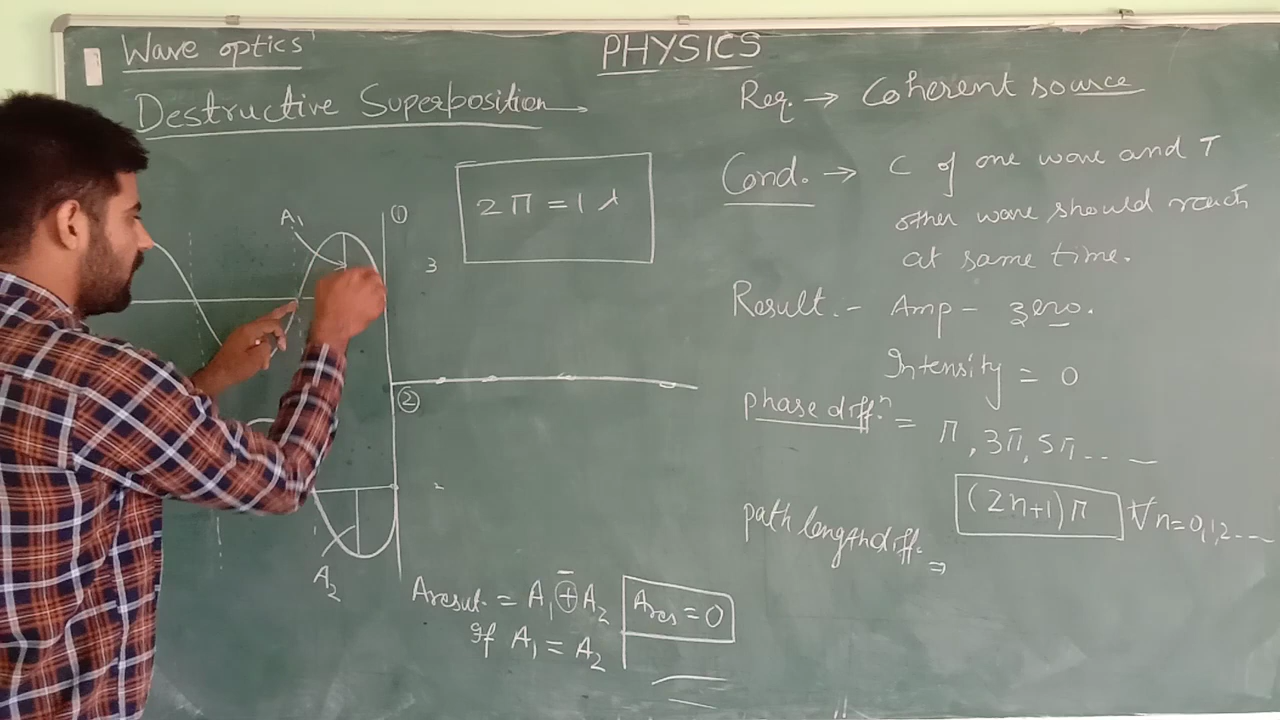 Wave optics
PHYSICS
Destructive Superposition →
Req. → Coherent source
2π = 1 λ
Cond. → C of one wave and T
other wave should reach
at same time.
A1
①
3
Result.- Amp - zero.
Intensity = 0
②
phase diffⁿ = π, 3π, 5π.. -
(2n+1)π ∀ n=0,1,2....
path length diff. ⇒
A2
Aresult. = A1 + A2
Ares = 0
If A1 = A2